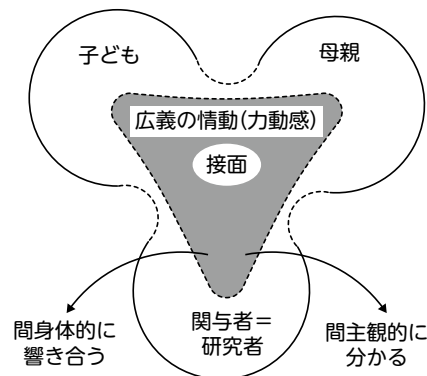 子ども
母親
広義の情動(力動感)
接面
間身体的に
響き合う
関与者＝
研究者
間主観的に
分かる